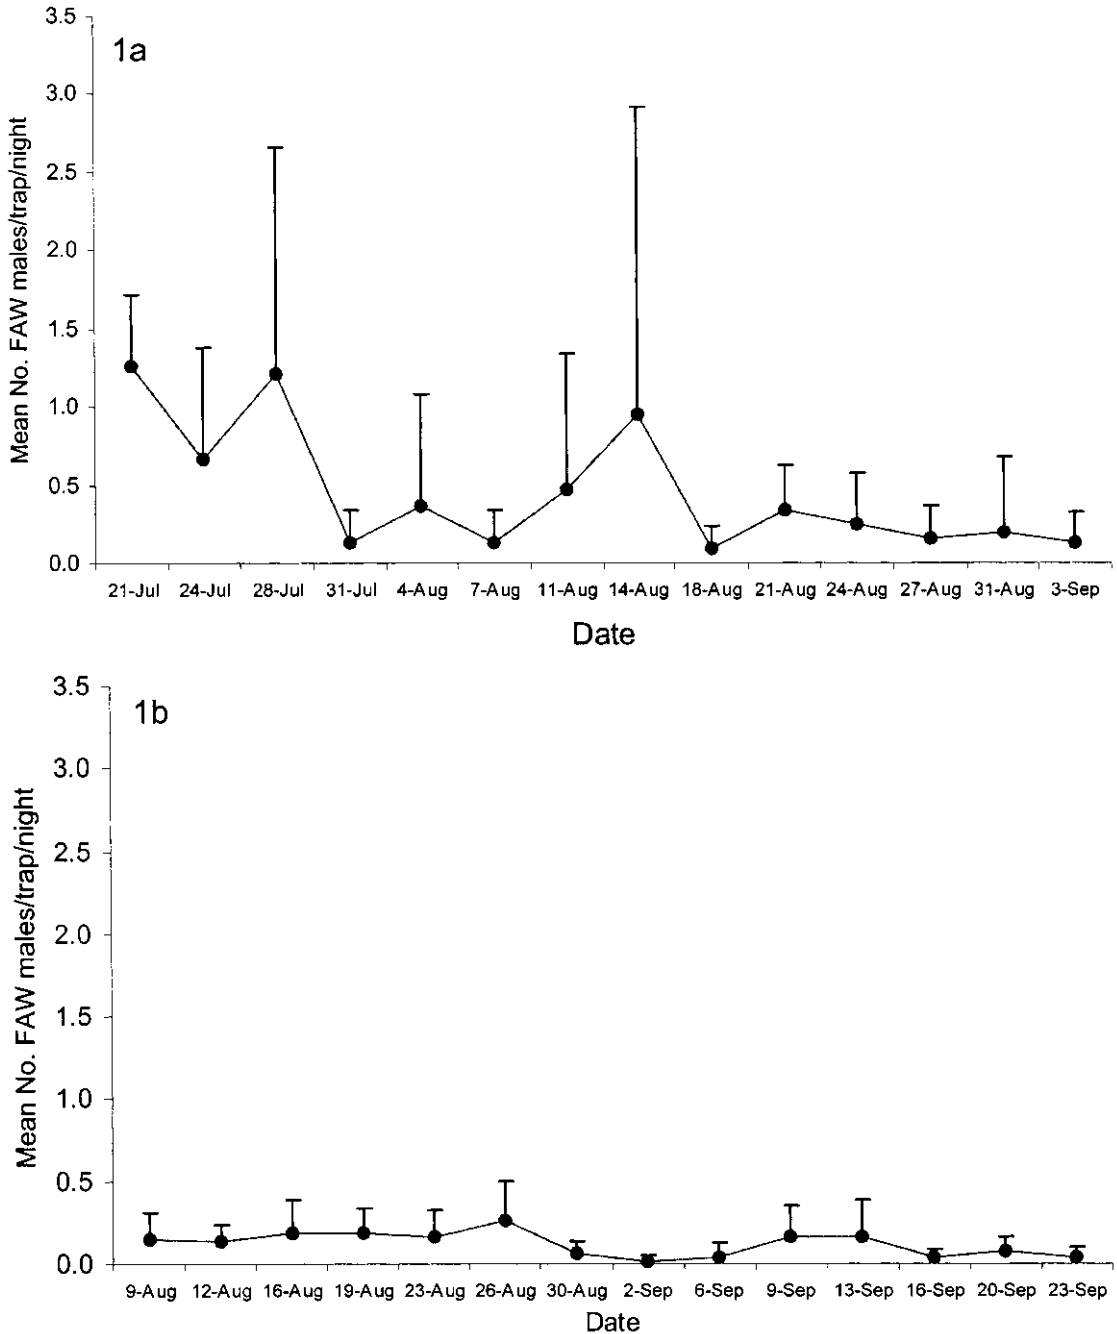 1a
Mean No. FAW males/trap/night
3.5
3.0
2.5
2.0
1.5
1.0
0.5
0.0
21-Jul 24-Jul 28-Jul 31-Jul 4-Aug 7-Aug 11-Aug 14-Aug 18-Aug 21-Aug 24-Aug 27-Aug 31-Aug 3-Sep
Date
1b
Mean No. FAW males/trap/night
3.5
3.0
2.5
2.0
1.5
1.0
0.5
0.0
9-Aug 12-Aug 16-Aug 19-Aug 23-Aug 26-Aug 30-Aug 2-Sep 6-Sep 9-Sep 13-Sep 16-Sep 20-Sep 23-Sep
Date